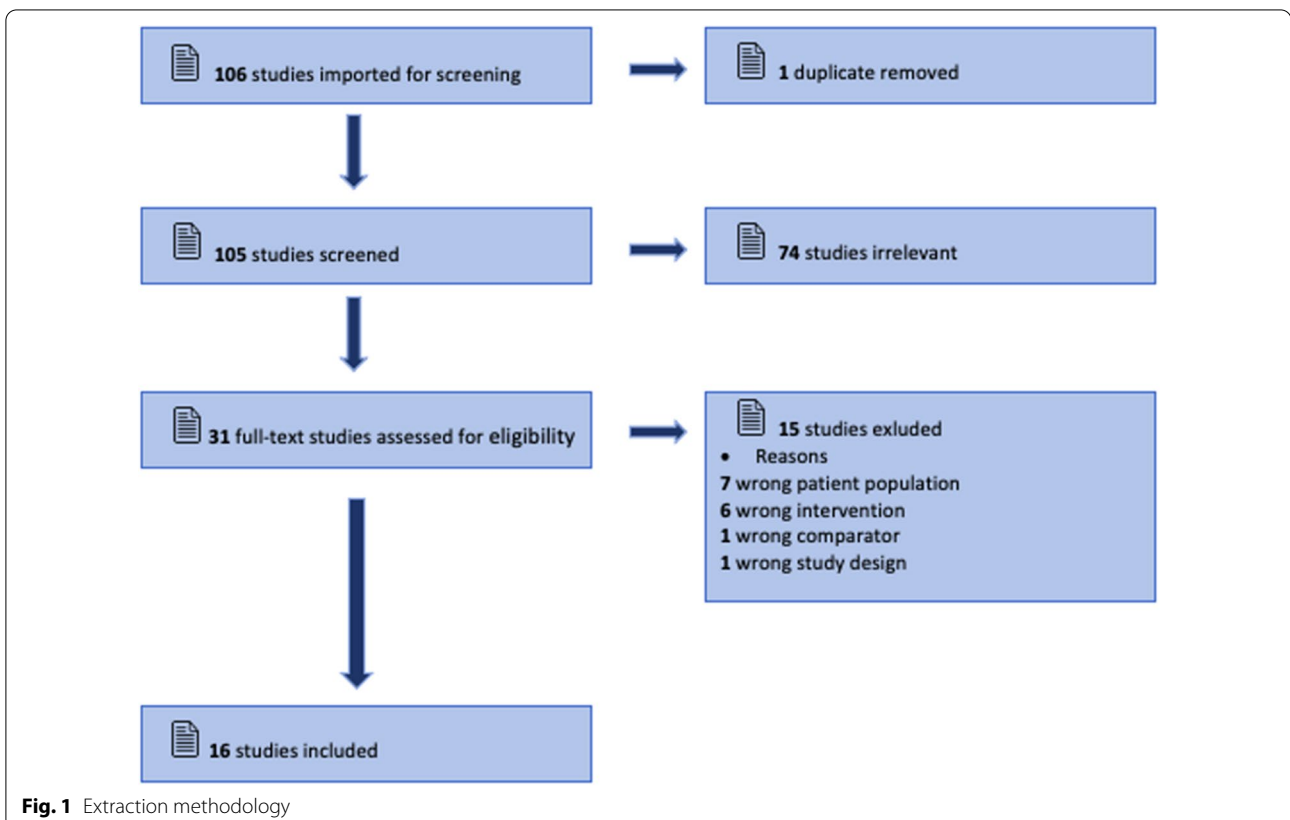 106 studies imported for screening
1 duplicate removed
105 studies screened
74 studies irrelevant
31 full-text studies assessed for eligibility
15 studies exluded
• Reasons
7 wrong patient population
6 wrong intervention
1 wrong comparator
1 wrong study design
16 studies included
Fig. 1 Extraction methodology